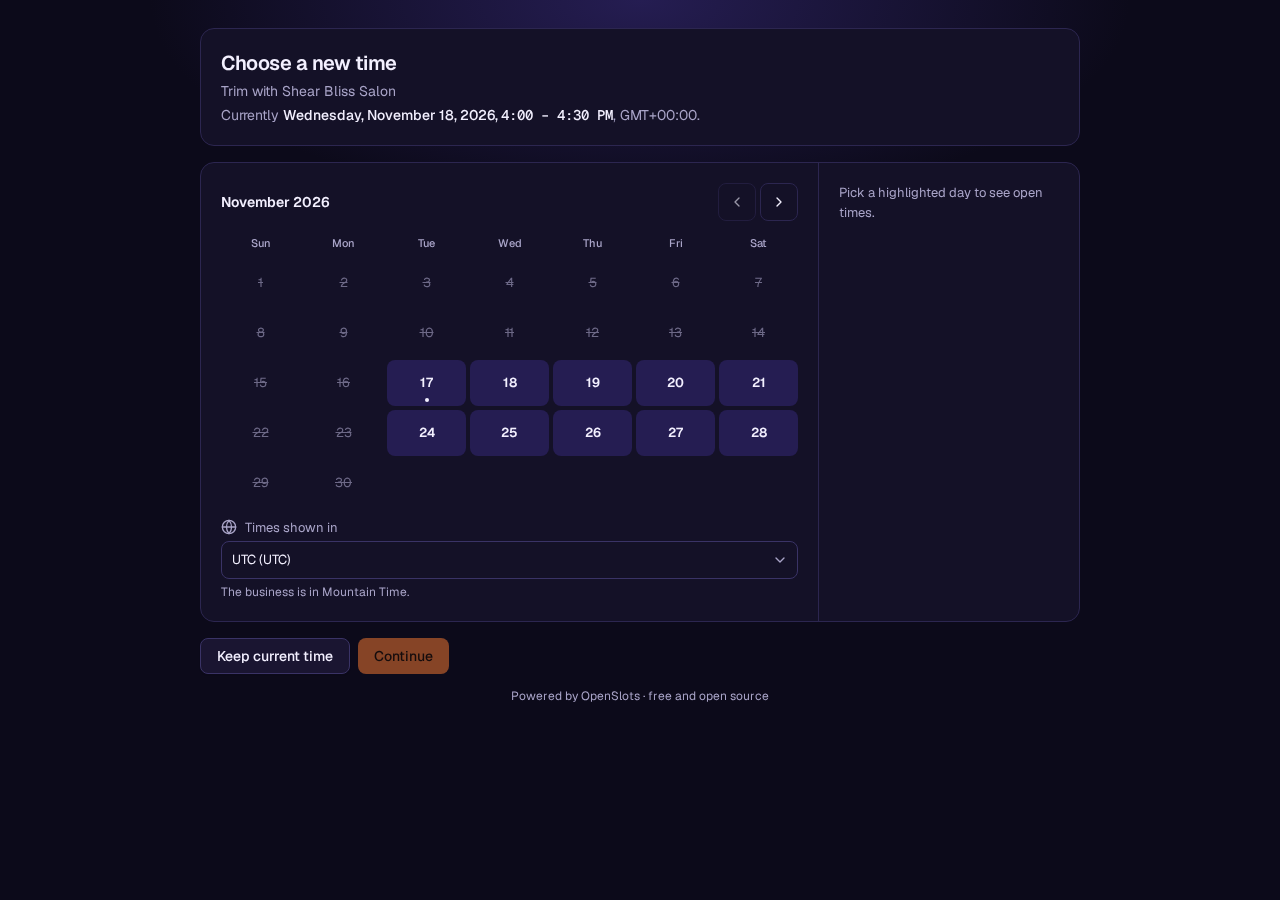 Choose a new time
Trim with Shear Bliss Salon
Currently Wednesday, November 18, 2026, 4:00 – 4:30 PM, GMT+00:00.
November 2026
Sun Mon Tue Wed Thu Fri Sat
1 2 3 4 5 6 7
8 9 10 11 12 13 14
15 16 17 18 19 20 21
22 23 24 25 26 27 28
29 30
Times shown in
UTC (UTC)
The business is in Mountain Time.
Pick a highlighted day to see open
times.
Keep current time Continue
Powered by OpenSlots · free and open source